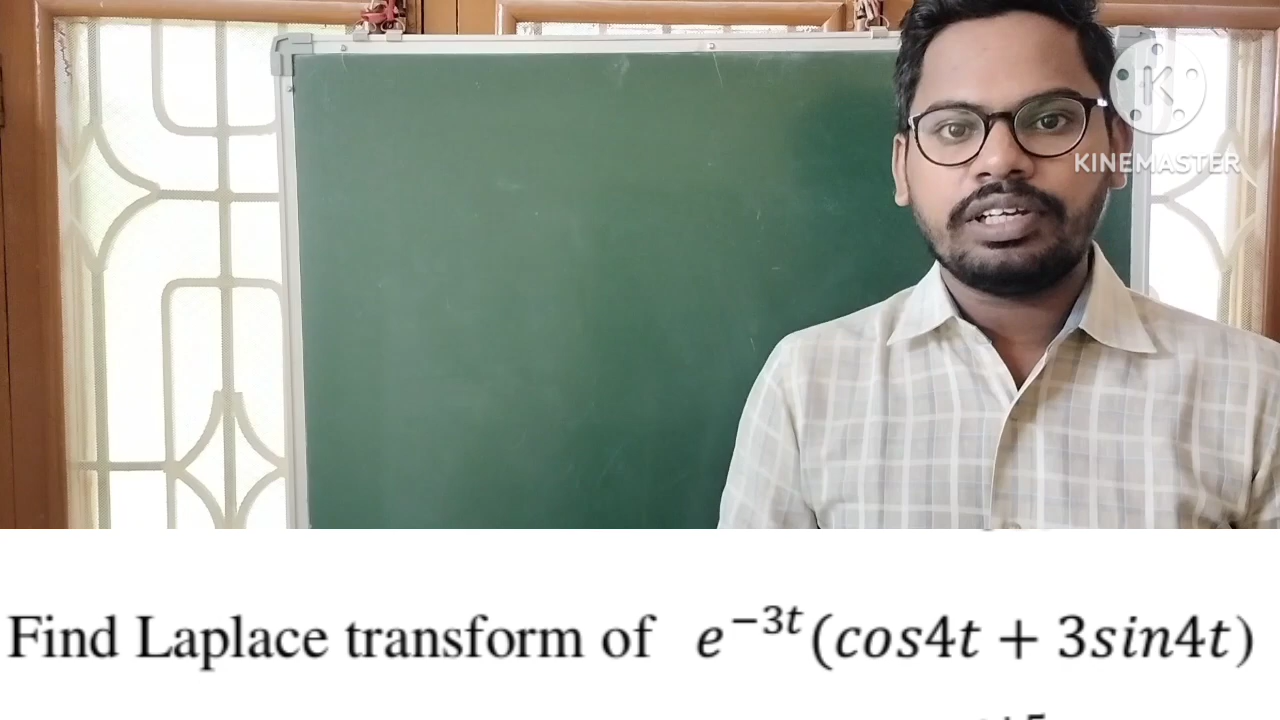 K
KINEMASTER
Find Laplace transform of e^{-3t}(cos4t + 3sin4t)